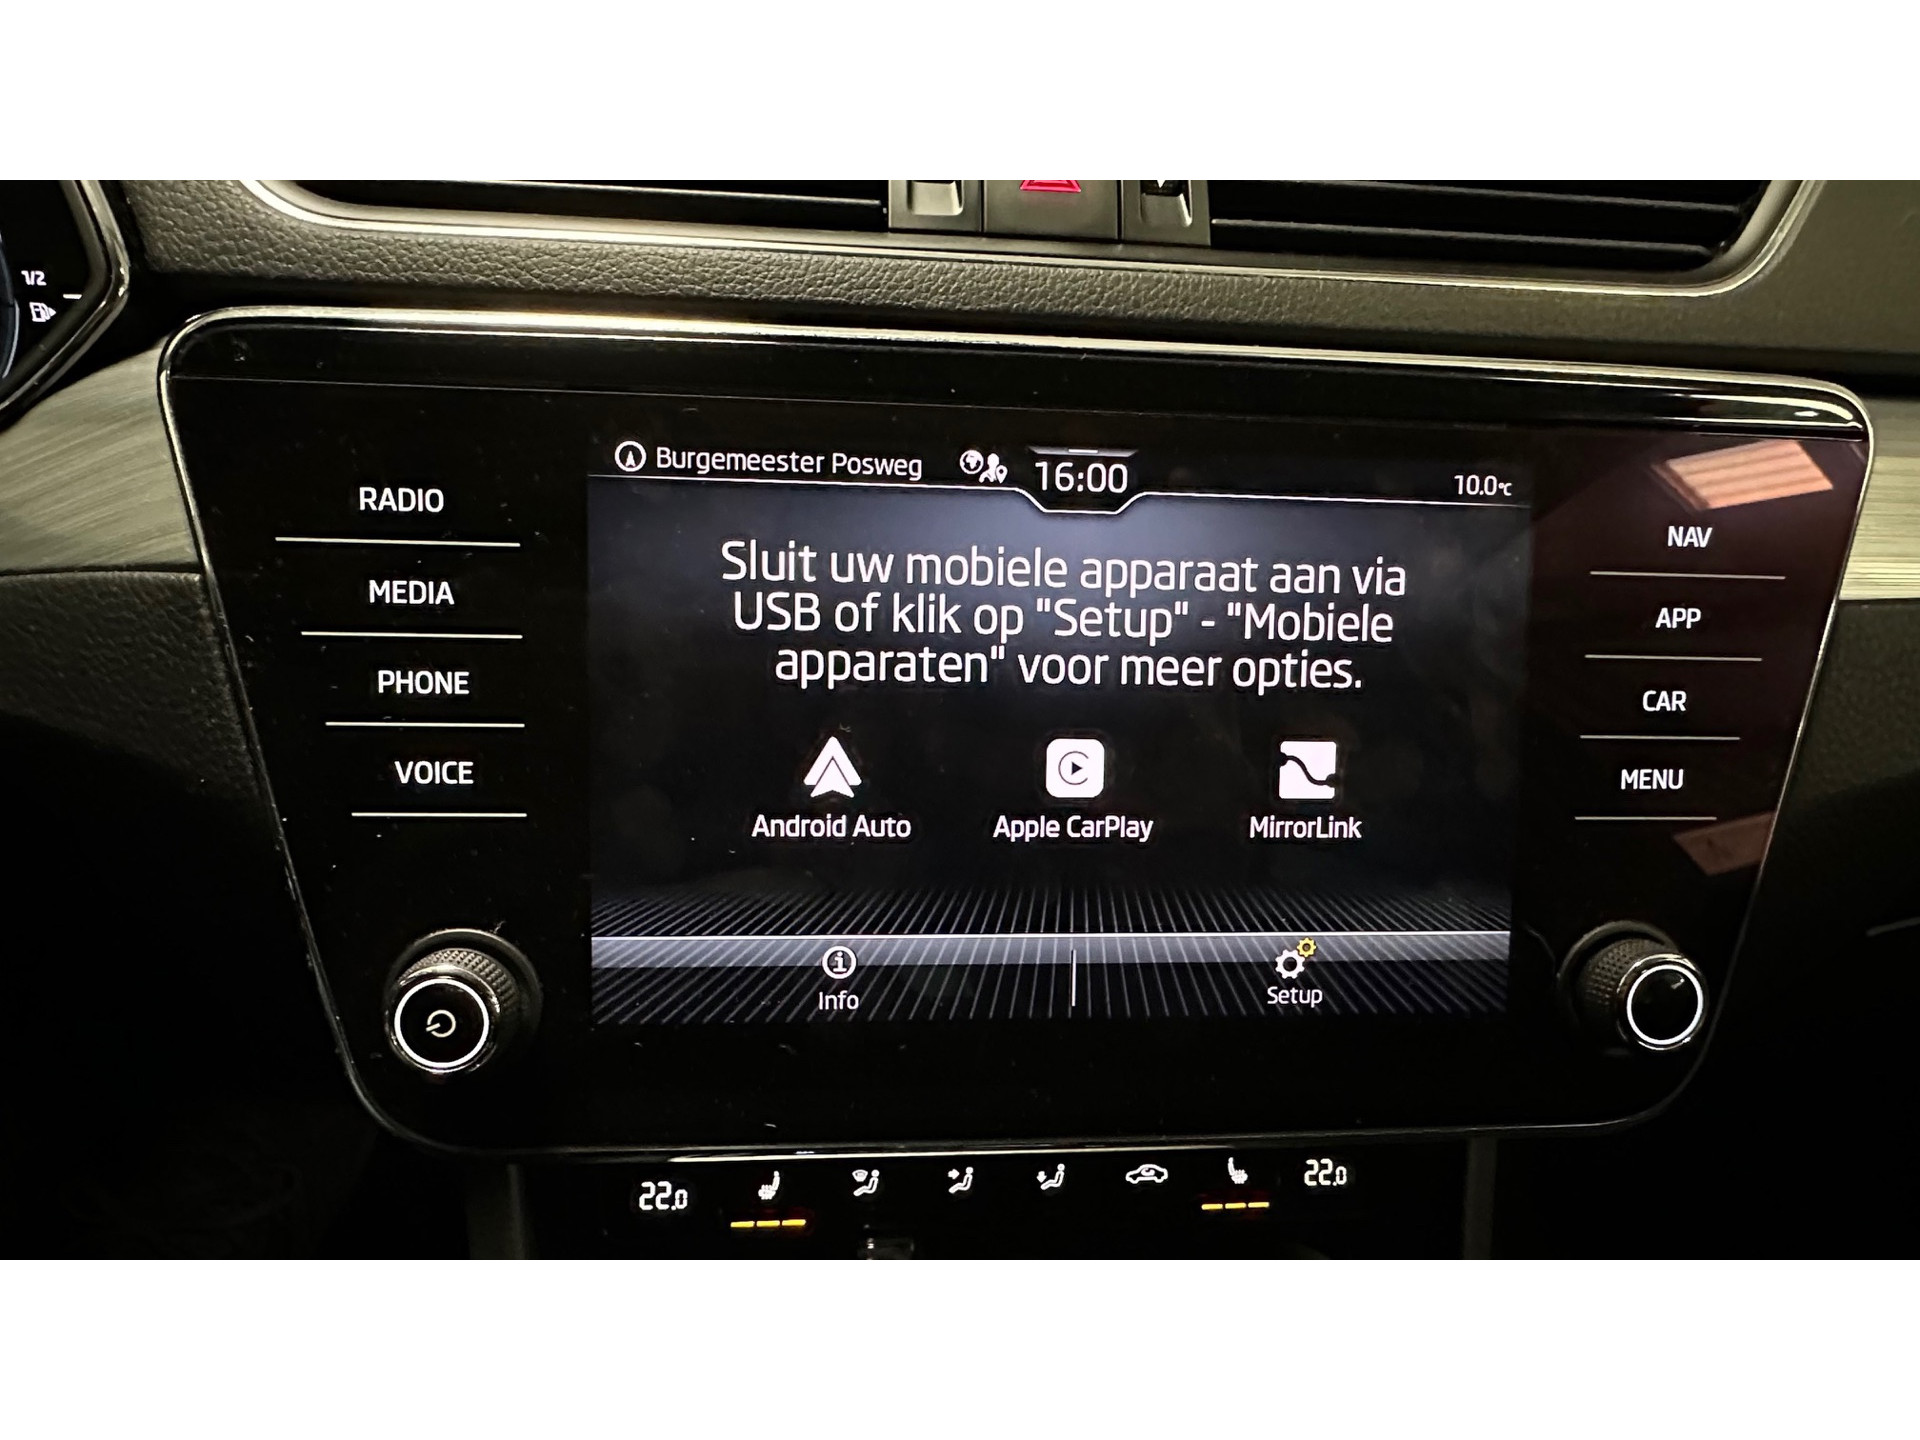 1/2
Burgemeester Posweg
16:00
10.0°C
RADIO
MEDIA
PHONE
VOICE
Sluit uw mobiele apparaat aan via
USB of klik op "Setup" - "Mobiele
apparaten" voor meer opties.
Android Auto Apple CarPlay MirrorLink
Info Setup
NAV
APP
CAR
MENU
22.0 22.0